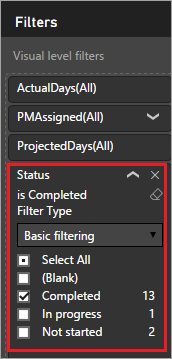 Filters
Visual level filters
ActualDays(All)
PMAssigned(All)
ProjectedDays(All)
Status
is Completed
Filter Type
Basic filtering
Select All
(Blank)
Completed 13
In progress 1
Not started 2